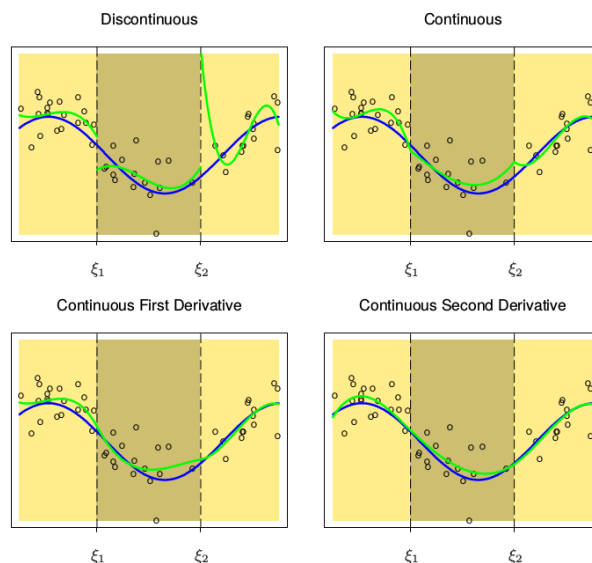 Discontinuous
Continuous
ξ1 ξ2
ξ1 ξ2
Continuous First Derivative
Continuous Second Derivative
ξ1 ξ2
ξ1 ξ2